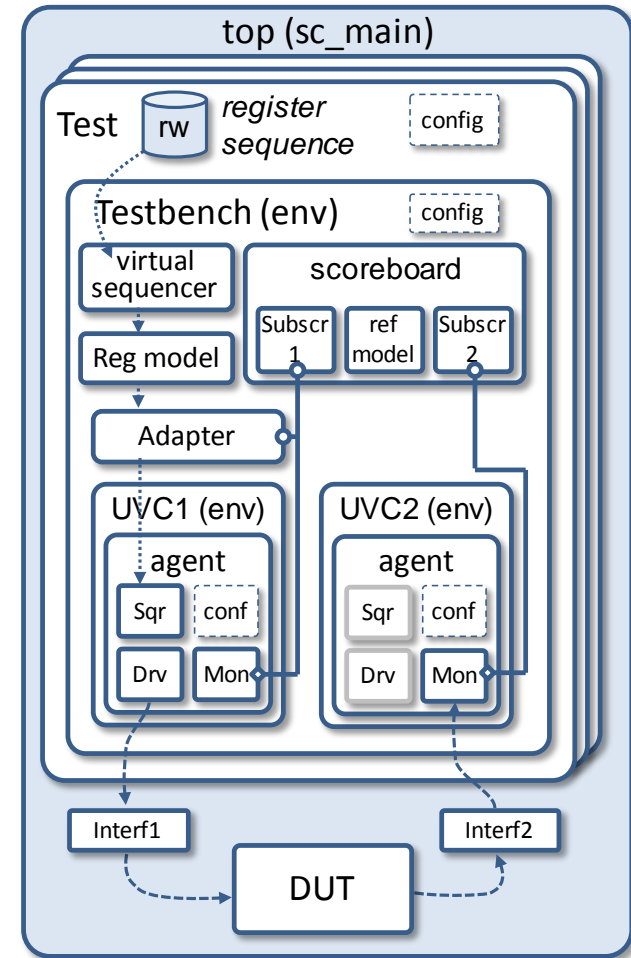 top (sc_main)
Test
rw
register
sequence
config
Testbench (env)
config
virtual
sequencer
scoreboard
Subscr
1
ref
model
Subscr
2
Reg model
Adapter
UVC1 (env)
UVC2 (env)
agent
agent
Sqr
conf
Sqr
conf
Drv
Mon
Drv
Mon
Interf1
Interf2
DUT